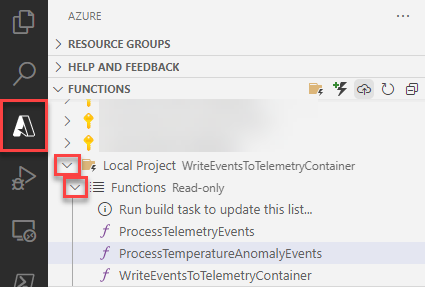 AZURE
RESOURCE GROUPS
HELP AND FEEDBACK
FUNCTIONS
Local Project WriteEventsToTelemetryContainer
Functions Read-only
Run build task to update this list...
ProcessTelemetryEvents
ProcessTemperatureAnomalyEvents
WriteEventsToTelemetryContainer